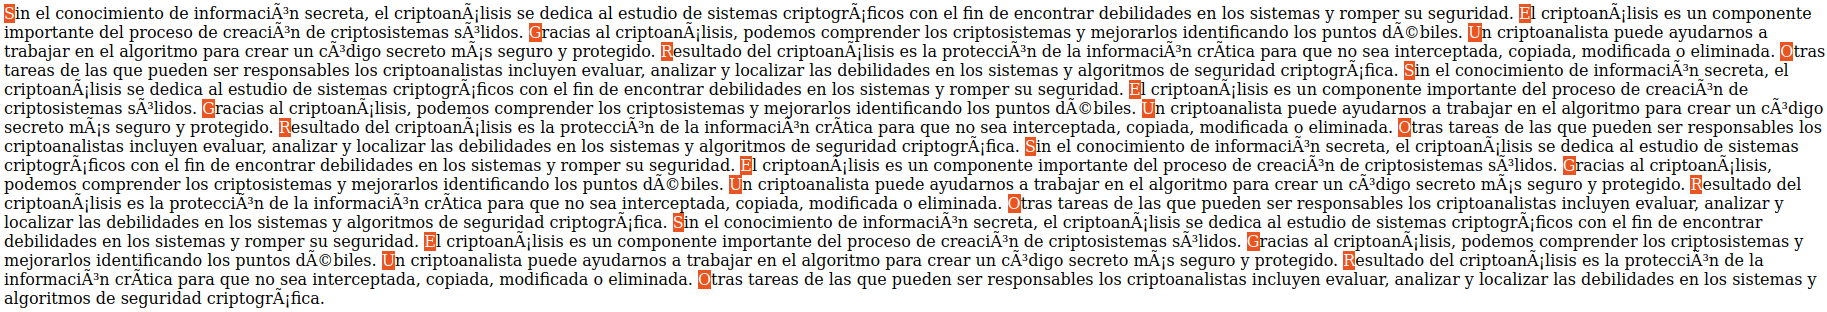 Sin el conocimiento de informaciÃ³n secreta, el criptoanÃ¡lisis se dedica al estudio de sistemas criptogrÃ¡ficos con el fin de encontrar debilidades en los sistemas y romper su seguridad. El criptoanÃ¡lisis es un componente
importante del proceso de creaciÃ³n de criptosistemas sÃ³lidos. Gracias al criptoanÃ¡lisis, podemos comprender los criptosistemas y mejorarlos identificando los puntos dÃ©biles. Un criptoanalista puede ayudarnos a
trabajar en el algoritmo para crear un cÃ³digo secreto mÃ¡s seguro y protegido. Resultado del criptoanÃ¡lisis es la protecciÃ³n de la informaciÃ³n crÃtica para que no sea interceptada, copiada, modificada o eliminada. Otras
tareas de las que pueden ser responsables los criptoanalistas incluyen evaluar, analizar y localizar las debilidades en los sistemas y algoritmos de seguridad criptogrÃ¡fica. Sin el conocimiento de informaciÃ³n secreta, el
criptoanÃ¡lisis se dedica al estudio de sistemas criptogrÃ¡ficos con el fin de encontrar debilidades en los sistemas y romper su seguridad. El criptoanÃ¡lisis es un componente importante del proceso de creaciÃ³n de
criptosistemas sÃ³lidos. Gracias al criptoanÃ¡lisis, podemos comprender los criptosistemas y mejorarlos identificando los puntos dÃ©biles. Un criptoanalista puede ayudarnos a trabajar en el algoritmo para crear un cÃ³digo
secreto mÃ¡s seguro y protegido. Resultado del criptoanÃ¡lisis es la protecciÃ³n de la informaciÃ³n crÃtica para que no sea interceptada, copiada, modificada o eliminada. Otras tareas de las que pueden ser responsables los
criptoanalistas incluyen evaluar, analizar y localizar las debilidades en los sistemas y algoritmos de seguridad criptogrÃ¡fica. Sin el conocimiento de informaciÃ³n secreta, el criptoanÃ¡lisis se dedica al estudio de sistemas
criptogrÃ¡ficos con el fin de encontrar debilidades en los sistemas y romper su seguridad. El criptoanÃ¡lisis es un componente importante del proceso de creaciÃ³n de criptosistemas sÃ³lidos. Gracias al criptoanÃ¡lisis,
podemos comprender los criptosistemas y mejorarlos identificando los puntos dÃ©biles. Un criptoanalista puede ayudarnos a trabajar en el algoritmo para crear un cÃ³digo secreto mÃ¡s seguro y protegido. Resultado del
criptoanÃ¡lisis es la protecciÃ³n de la informaciÃ³n crÃtica para que no sea interceptada, copiada, modificada o eliminada. Otras tareas de las que pueden ser responsables los criptoanalistas incluyen evaluar, analizar y
localizar las debilidades en los sistemas y algoritmos de seguridad criptogrÃ¡fica. Sin el conocimiento de informaciÃ³n secreta, el criptoanÃ¡lisis se dedica al estudio de sistemas criptogrÃ¡ficos con el fin de encontrar
debilidades en los sistemas y romper su seguridad. El criptoanÃ¡lisis es un componente importante del proceso de creaciÃ³n de criptosistemas sÃ³lidos. Gracias al criptoanÃ¡lisis, podemos comprender los criptosistemas y
mejorarlos identificando los puntos dÃ©biles. Un criptoanalista puede ayudarnos a trabajar en el algoritmo para crear un cÃ³digo secreto mÃ¡s seguro y protegido. Resultado del criptoanÃ¡lisis es la protecciÃ³n de la
informaciÃ³n crÃtica para que no sea interceptada, copiada, modificada o eliminada. Otras tareas de las que pueden ser responsables los criptoanalistas incluyen evaluar, analizar y localizar las debilidades en los sistemas y
algoritmos de seguridad criptogrÃ¡fica.